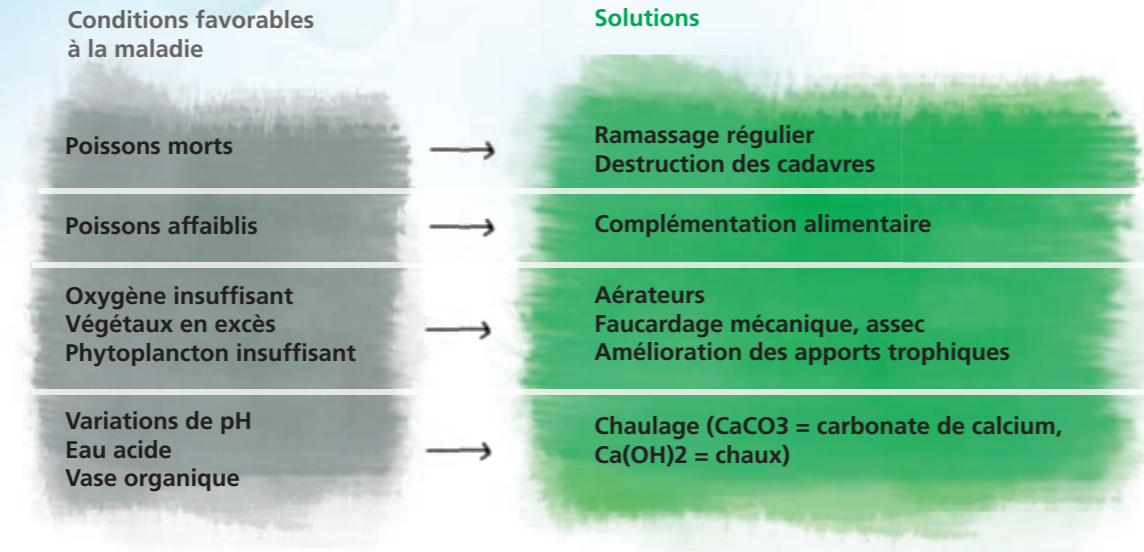 Conditions favorables
à la maladie
Solutions
Poissons morts
Ramassage régulier
Destruction des cadavres
Poissons affaiblis
Complémentation alimentaire
Oxygène insuffisant
Végétaux en excès
Phytoplancton insuffisant
Aérateurs
Faucardage mécanique, assec
Amélioration des apports trophiques
Variations de pH
Eau acide
Vase organique
Chaulage (CaCO3 = carbonate de calcium,
Ca(OH)2 = chaux)